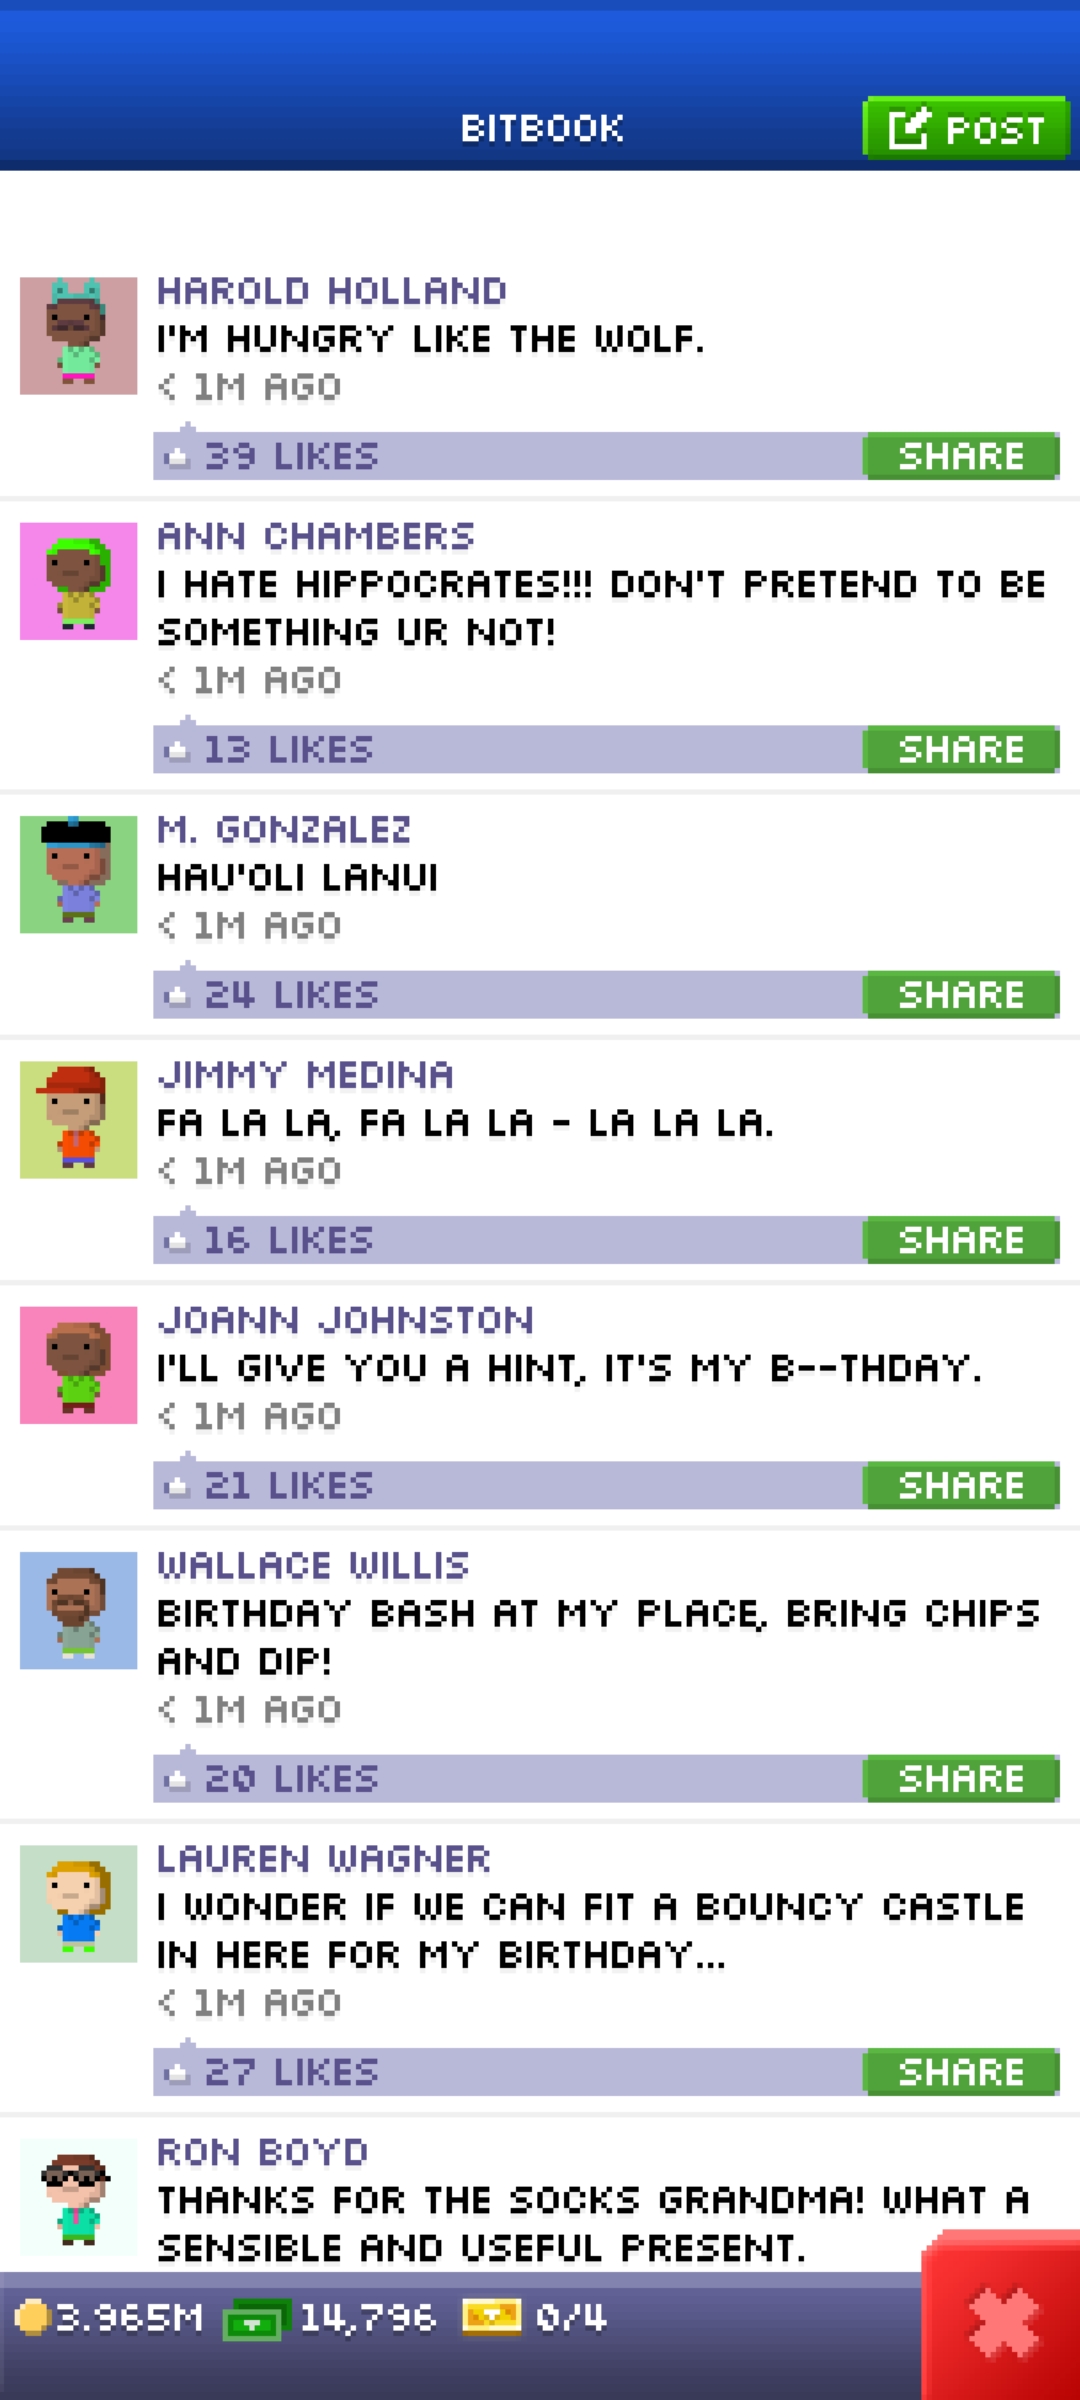 BITBOOK
POST
HAROLD HOLLAND
I'M HUNGRY LIKE THE WOLF.
< 1M AGO
39 LIKES
SHARE
ANN CHAMBERS
I HATE HIPPOCRATES!!! DON'T PRETEND TO BE
SOMETHING UR NOT!
< 1M AGO
13 LIKES
SHARE
M. GONZALEZ
HAU'OLI LANUI
< 1M AGO
24 LIKES
SHARE
JIMMY MEDINA
FA LA LA, FA LA LA - LA LA LA.
< 1M AGO
16 LIKES
SHARE
JOANN JOHNSTON
I'LL GIVE YOU A HINT, IT'S MY B--THDAY.
< 1M AGO
21 LIKES
SHARE
WALLACE WILLIS
BIRTHDAY BASH AT MY PLACE, BRING CHIPS
AND DIP!
< 1M AGO
20 LIKES
SHARE
LAUREN WAGNER
I WONDER IF WE CAN FIT A BOUNCY CASTLE
IN HERE FOR MY BIRTHDAY...
< 1M AGO
27 LIKES
SHARE
RON BOYD
THANKS FOR THE SOCKS GRANDMA! WHAT A
SENSIBLE AND USEFUL PRESENT.
3.965M 14,796 0/4